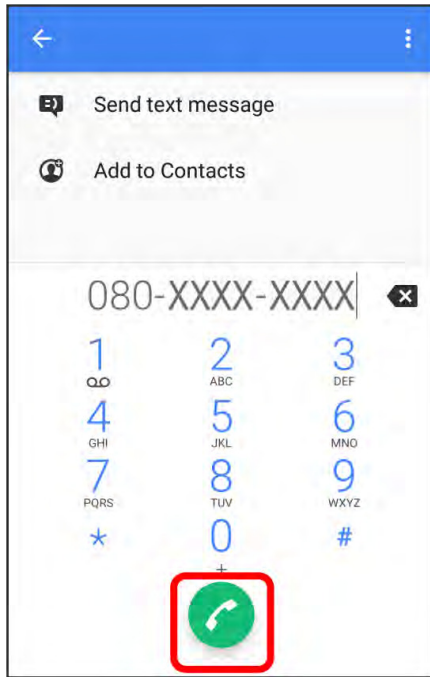 Send text message
Add to Contacts
080-XXXX-XXXX
1 2 3
ABC DEF
4 5 6
GHI JKL MNO
7 8 9
PQRS TUV WXYZ
* 0 #
+